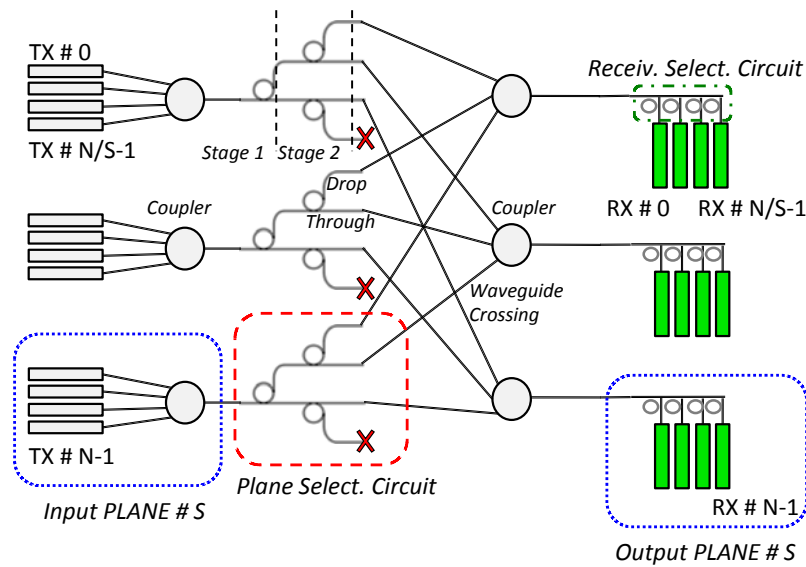 TX # 0
Receiv. Select. Circuit
TX # N/S-1
Stage 1
Stage 2
Drop
RX # 0
RX # N/S-1
Coupler
Through
Coupler
Waveguide
Crossing
TX # N-1
Plane Select. Circuit
RX # N-1
Input PLANE # S
Output PLANE # S